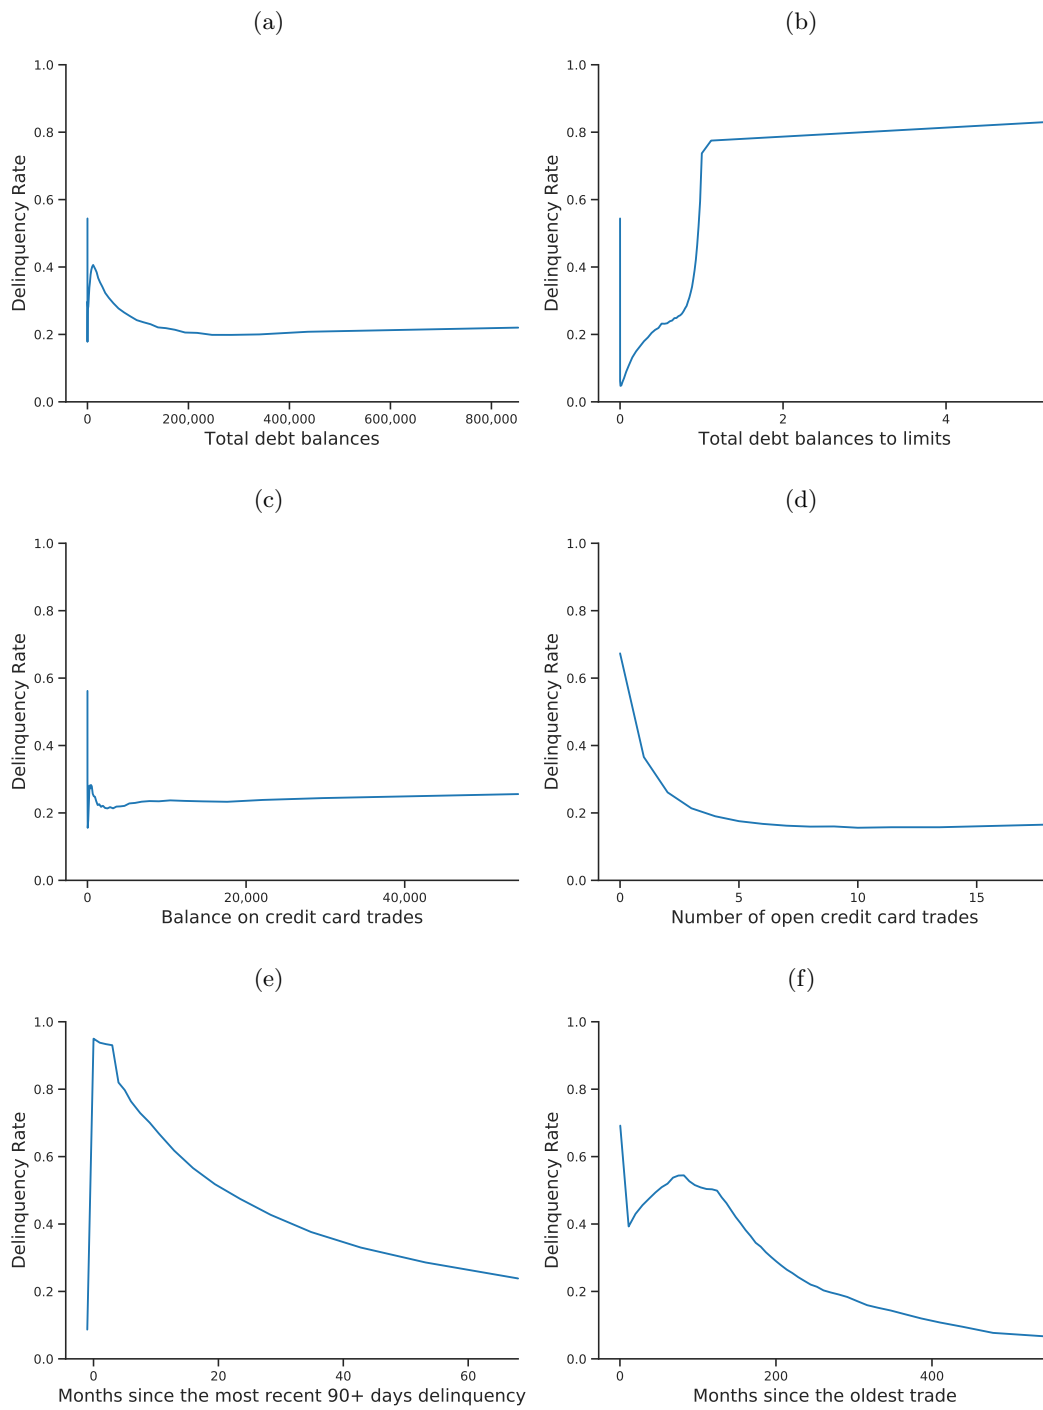 (a)
1.0
0.8
0.6
0.4
0.2
0.0
Delinquency Rate
0 200,000 400,000 600,000 800,000
Total debt balances
(b)
1.0
0.8
0.6
0.4
0.2
0.0
Delinquency Rate
0 2 4
Total debt balances to limits
(c)
1.0
0.8
0.6
0.4
0.2
0.0
Delinquency Rate
0 20,000 40,000
Balance on credit card trades
(d)
1.0
0.8
0.6
0.4
0.2
0.0
Delinquency Rate
0 5 10 15
Number of open credit card trades
(e)
1.0
0.8
0.6
0.4
0.2
0.0
Delinquency Rate
0 20 40 60
Months since the most recent 90+ days delinquency
(f)
1.0
0.8
0.6
0.4
0.2
0.0
Delinquency Rate
0 200 400
Months since the oldest trade